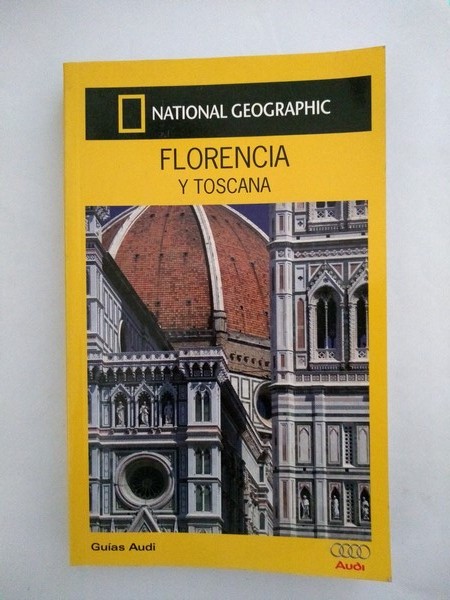 NATIONAL GEOGRAPHIC
FLORENCIA
Y TOSCANA
Guías Audi
Audi